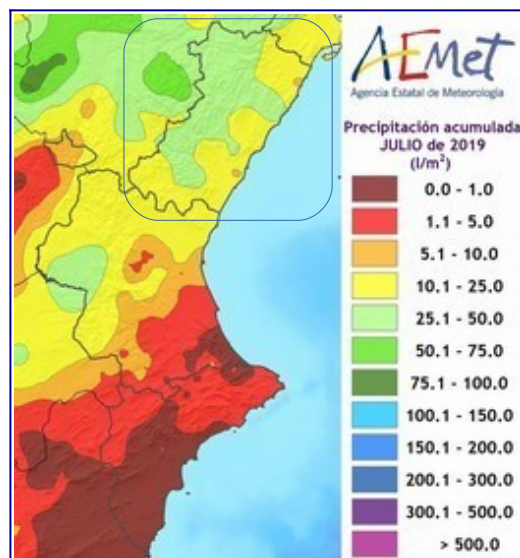 AEMet
Agencia Estatal de Meteorología
Precipitación acumulada
JULIO de 2019
(l/m²)
0.0 - 1.0
1.1 - 5.0
5.1 - 10.0
10.1 - 25.0
25.1 - 50.0
50.1 - 75.0
75.1 - 100.0
100.1 - 150.0
150.1 - 200.0
200.1 - 300.0
300.1 - 500.0
> 500.0